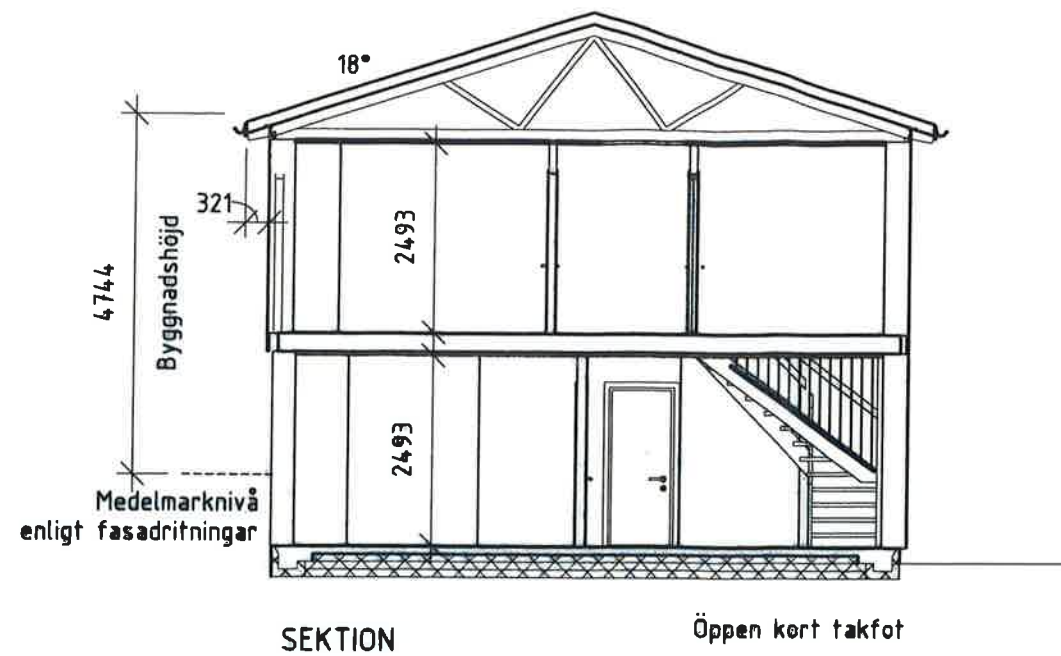 18°
321
2493
4744
Byggnadshöjd
2493
Medelmarknivå
enligt fasadritningar
SEKTION
Öppen kort takfot